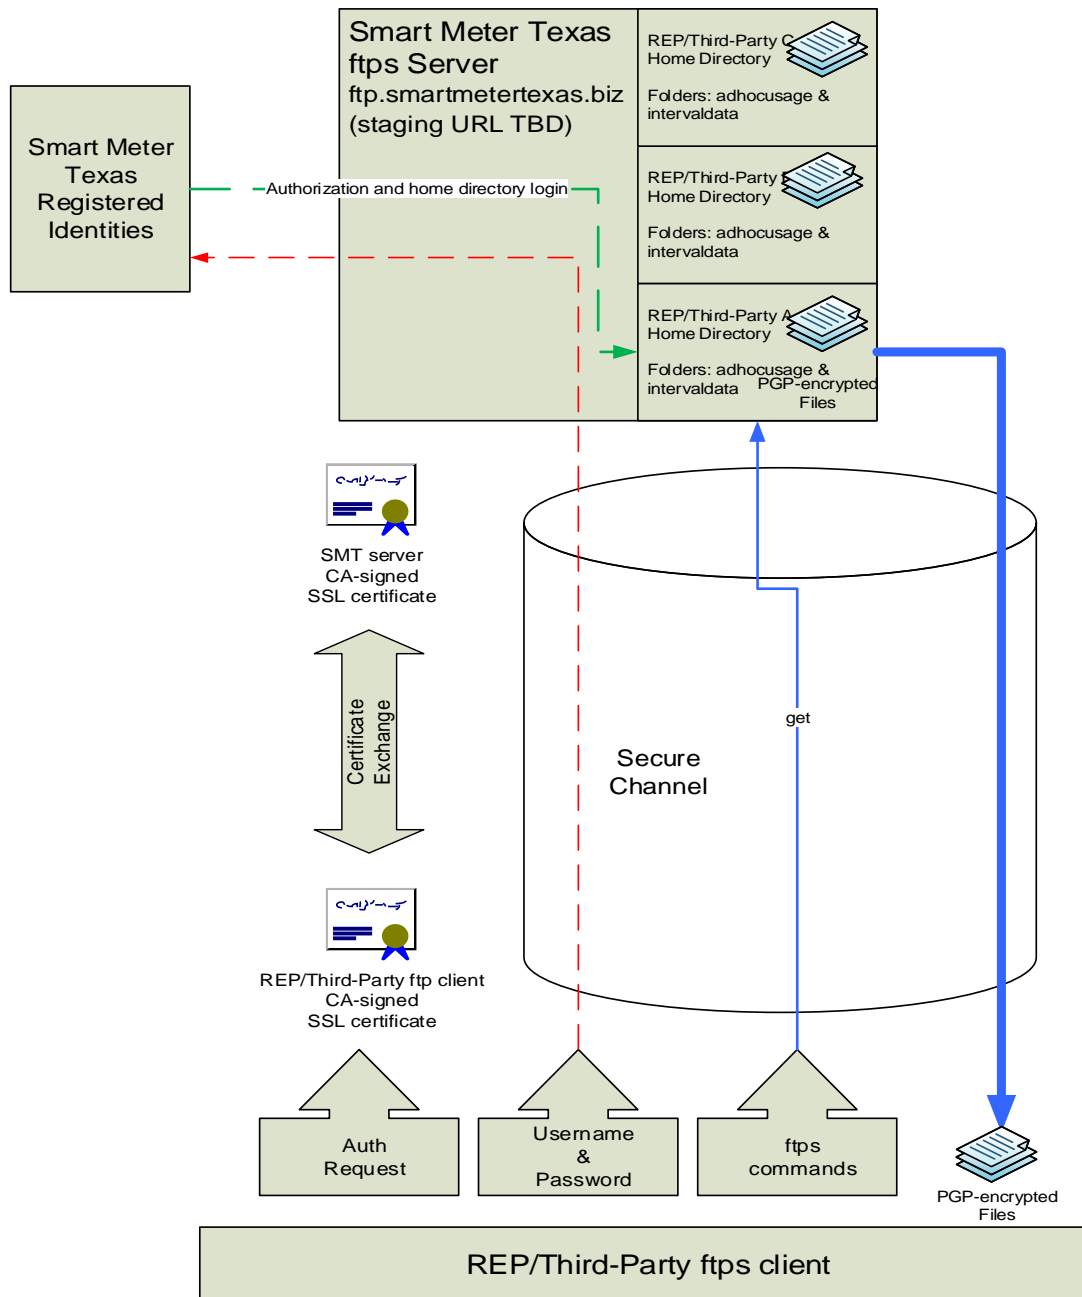 Smart Meter Texas
ftps Server
ftp.smartmetertexas.biz
(staging URL TBD)
REP/Third-Party C
Home Directory
Folders: adhocusage &
intervaldata
REP/Third-Party
Home Directory
Folders: adhocusage &
intervaldata
REP/Third-Party A
Home Directory
Folders: adhocusage &
intervaldata
PGP-encrypted
Files
Smart Meter
Texas
Registered
Identities
Authorization and home directory login
SMT server
CA-signed
SSL certificate
Certificate
Exchange
get
Secure
Channel
REP/Third-Party ftp client
CA-signed
SSL certificate
Auth
Request
Username
&
Password
ftps
commands
PGP-encrypted
Files
REP/Third-Party ftps client